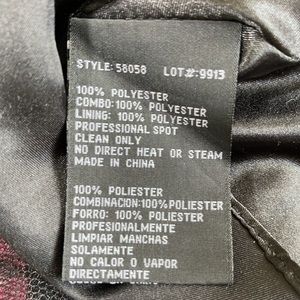 STYLE: 58058 LOT#: 9913
100% POLYESTER
COMBO: 100% POLYESTER
LINING: 100% POLYESTER
PROFESSIONAL SPOT
CLEAN ONLY
NO DIRECT HEAT OR STEAM
MADE IN CHINA
100% POLIESTER
COMBINACION: 100% POLIESTER
FORRO: 100% POLIESTER
PROFESIONALMENTE
LIMPIAR MANCHAS
SOLAMENTE
NO CALOR O VAPOR
DIRECTAMENTE